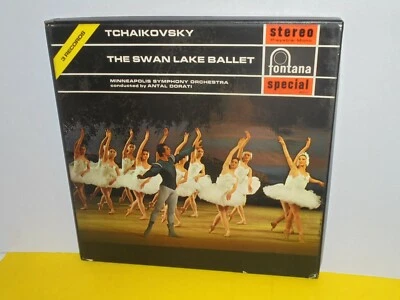 3 RECORDS
TCHAIKOVSKY
THE SWAN LAKE BALLET
MINNEAPOLIS SYMPHONY ORCHESTRA
conducted by ANTAL DORATI
stereo
fontana
special